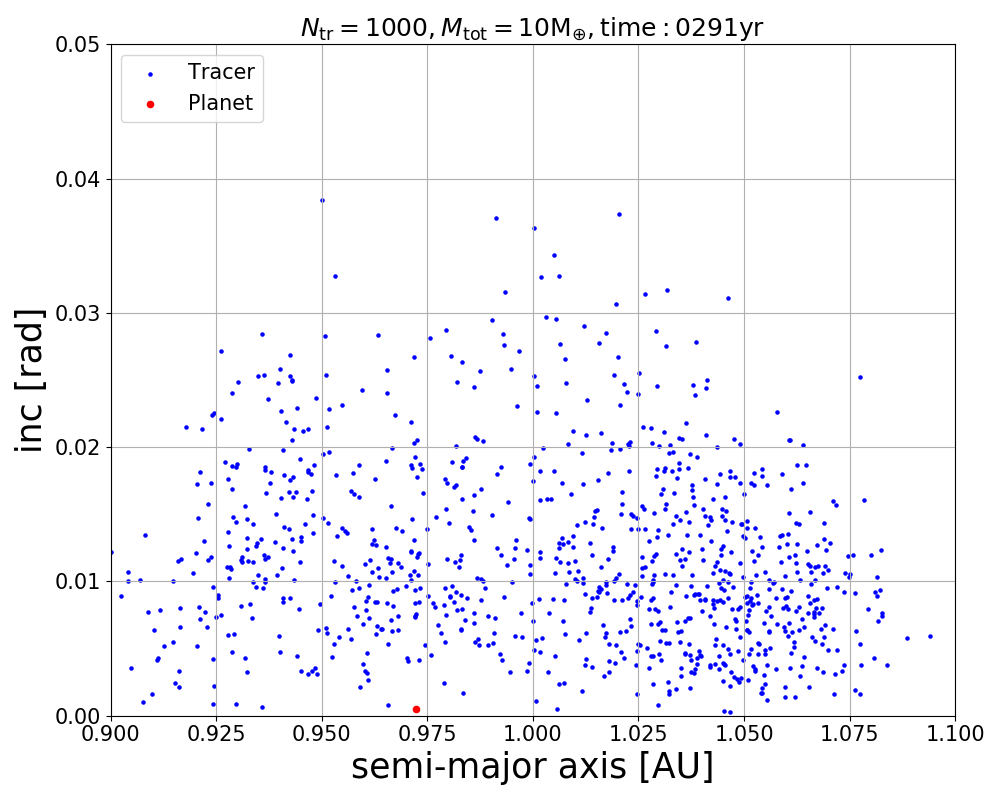 N_tr = 1000, M_tot = 10M_⊕, time : 0291yr
Tracer
Planet
0.05
0.04
0.03
0.02
0.01
0.00
inc [rad]
0.900 0.925 0.950 0.975 1.000 1.025 1.050 1.075 1.100
semi-major axis [AU]